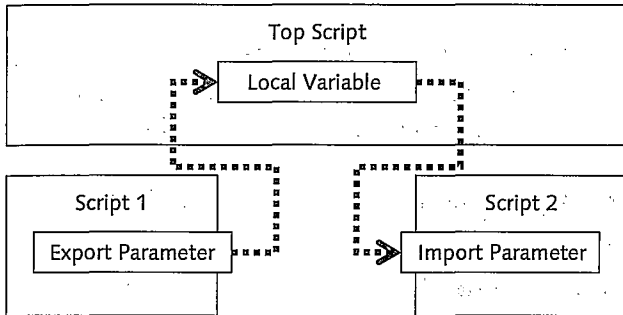 Top Script
Local Variable
Script 1
Script 2
Export Parameter
Import Parameter